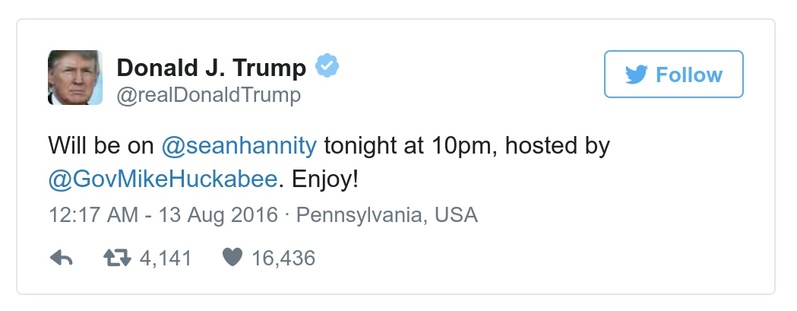 Donald J. Trump
@realDonaldTrump
Follow
Will be on @seanhannity tonight at 10pm, hosted by
@GovMikeHuckabee. Enjoy!
12:17 AM - 13 Aug 2016 · Pennsylvania, USA
4,141 16,436